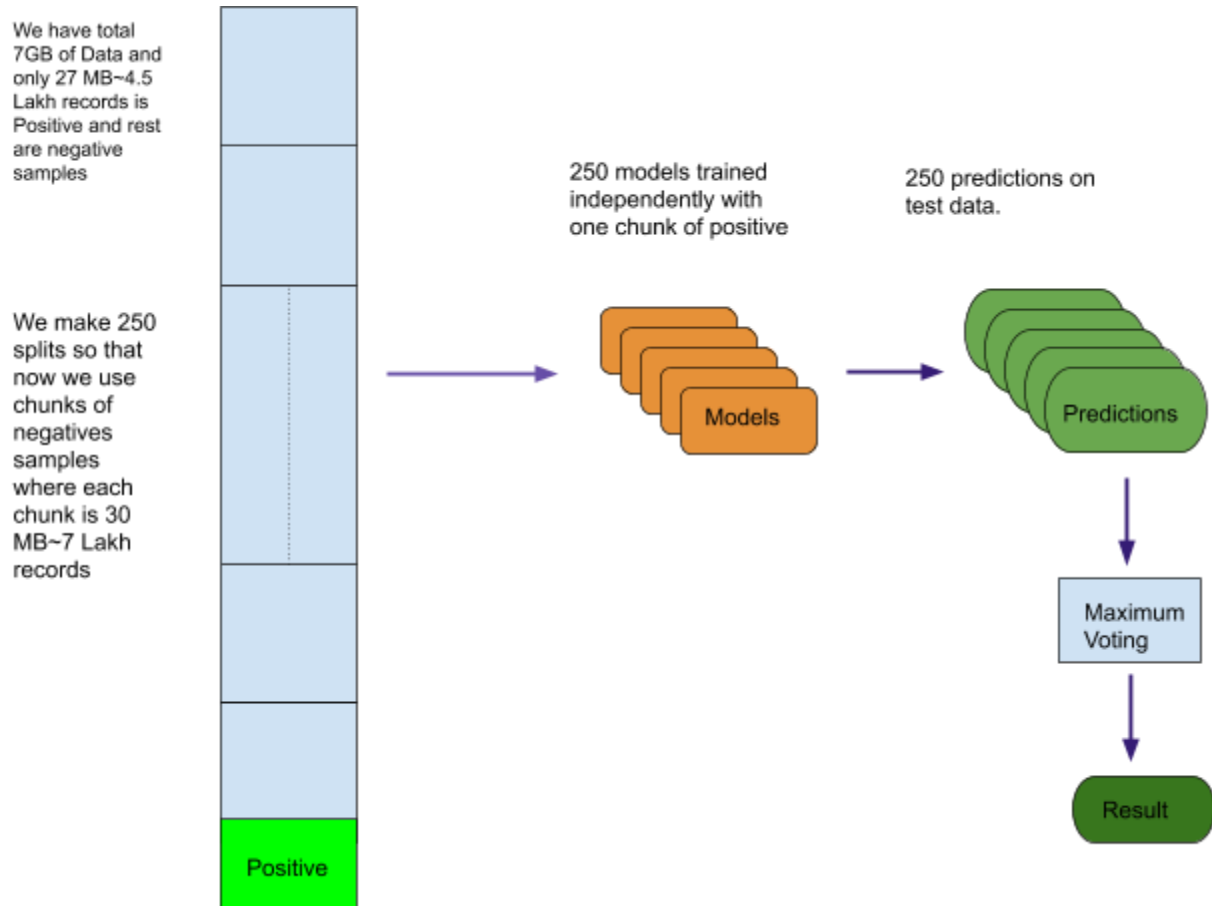 We have total
7GB of Data and
only 27 MB~4.5
Lakh records is
Positive and rest
are negative
samples
We make 250
splits so that
now we use
chunks of
negatives
samples
where each
chunk is 30
MB~7 Lakh
records
Positive
250 models trained
independently with
one chunk of positive
Models
250 predictions on
test data.
Predictions
Maximum
Voting
Result